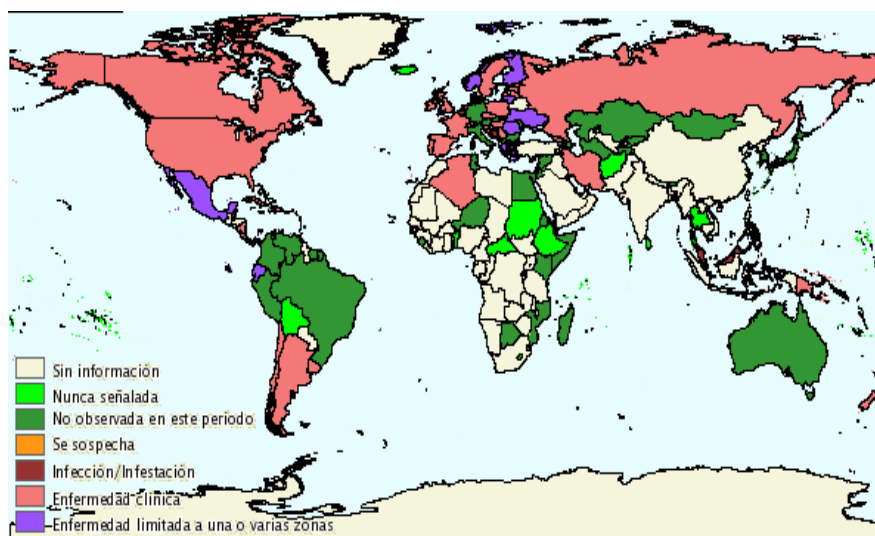 Sin información
Nunca señalada
No observada en este período
Se sospecha
Infección/Infestación
Enfermedad clínica
Enfermedad limitada a una o varias zonas